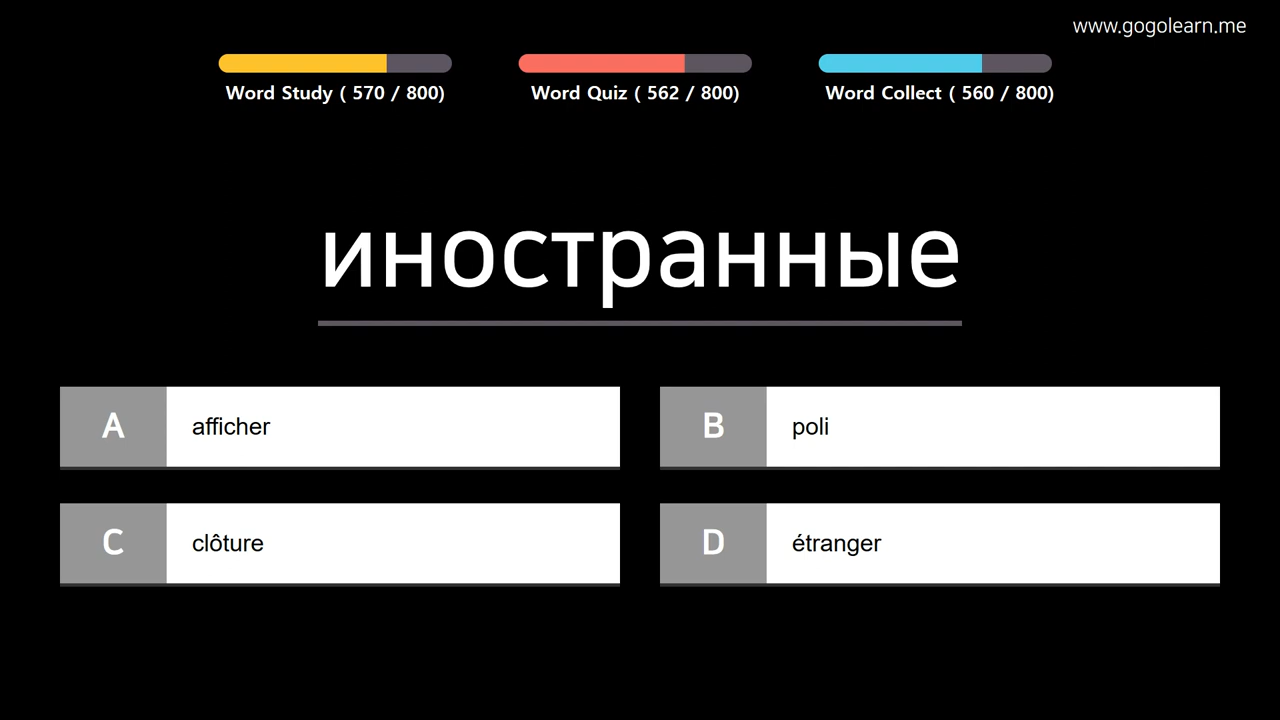 www.gogolearn.me
Word Study ( 570 / 800)
Word Quiz ( 562 / 800)
Word Collect ( 560 / 800)
иностранные
A afficher
B poli
C clôture
D étranger